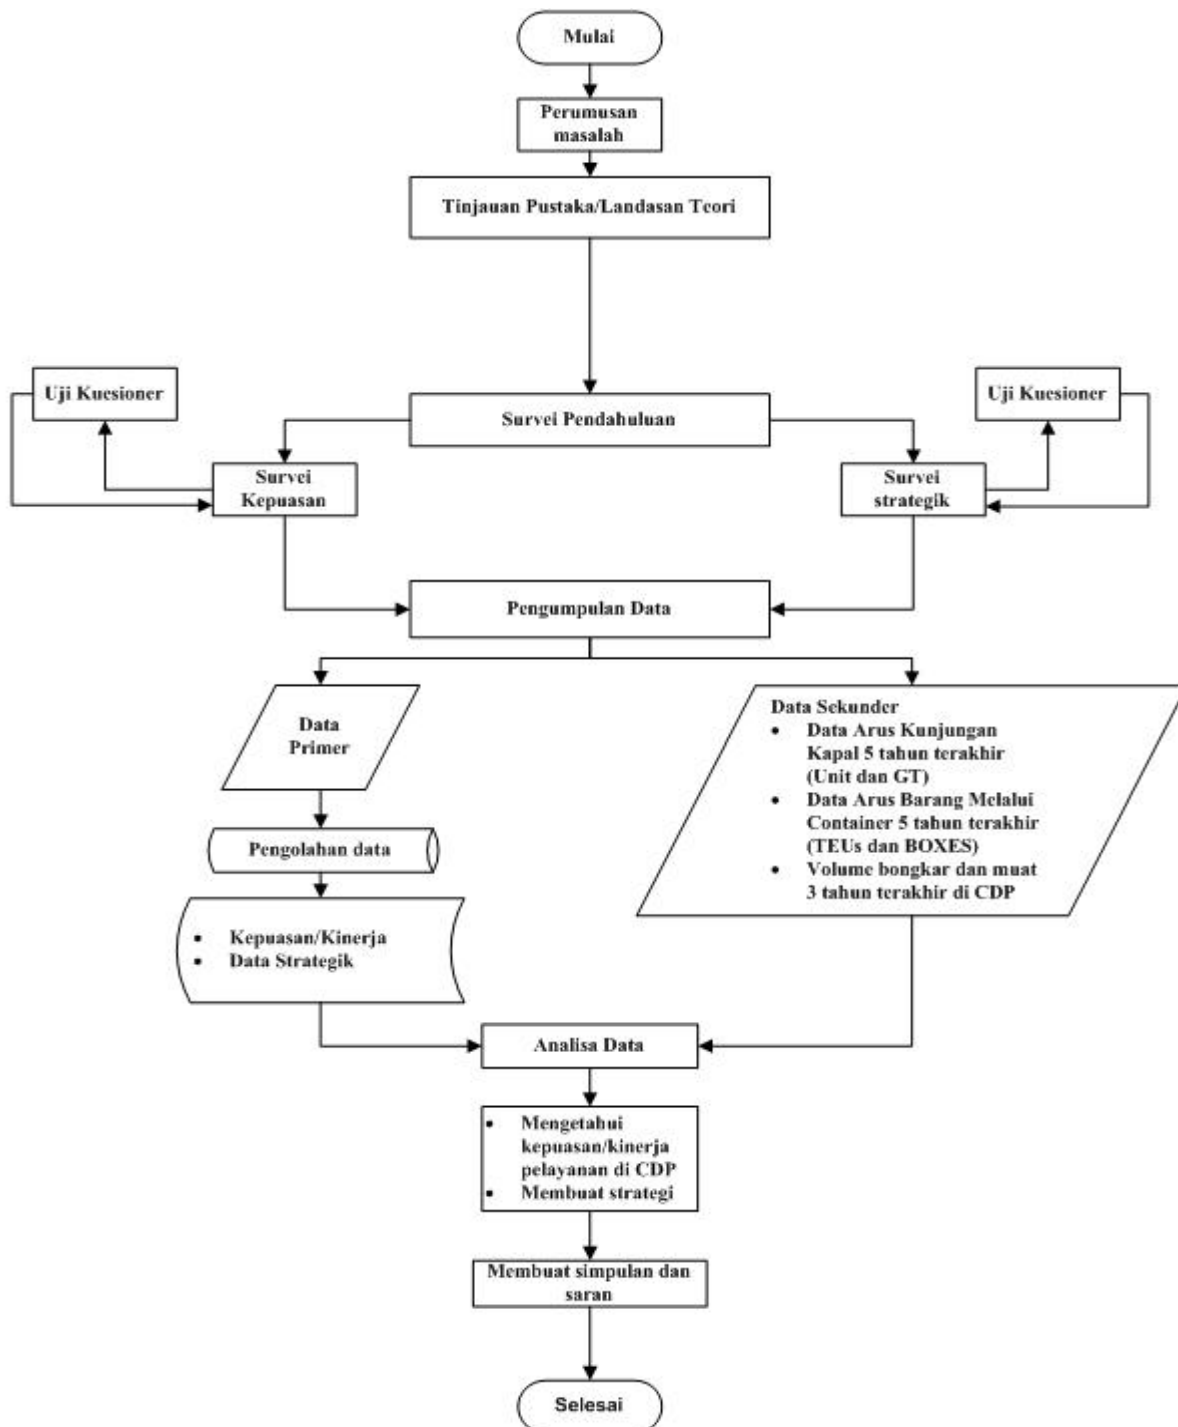 Mulai
Perumusan
masalah
Tinjauan Pustaka/Landasan Teori
Uji Kuesioner
Survei Pendahuluan
Uji Kuesioner
Survei
Kepuasan
Survei
strategik
Pengumpulan Data
Data
Primer
Data Sekunder
• Data Arus Kunjungan
Kapal 5 tahun terakhir
(Unit dan GT)
• Data Arus Barang Melalui
Container 5 tahun terakhir
(TEUs dan BOXES)
• Volume bongkar dan muat
3 tahun terakhir di CDP
Pengolahan data
• Kepuasan/Kinerja
• Data Strategik
Analisa Data
• Mengetahui
kepuasan/kinerja
pelayanan di CDP
• Membuat strategi
Membuat simpulan dan
saran
Selesai